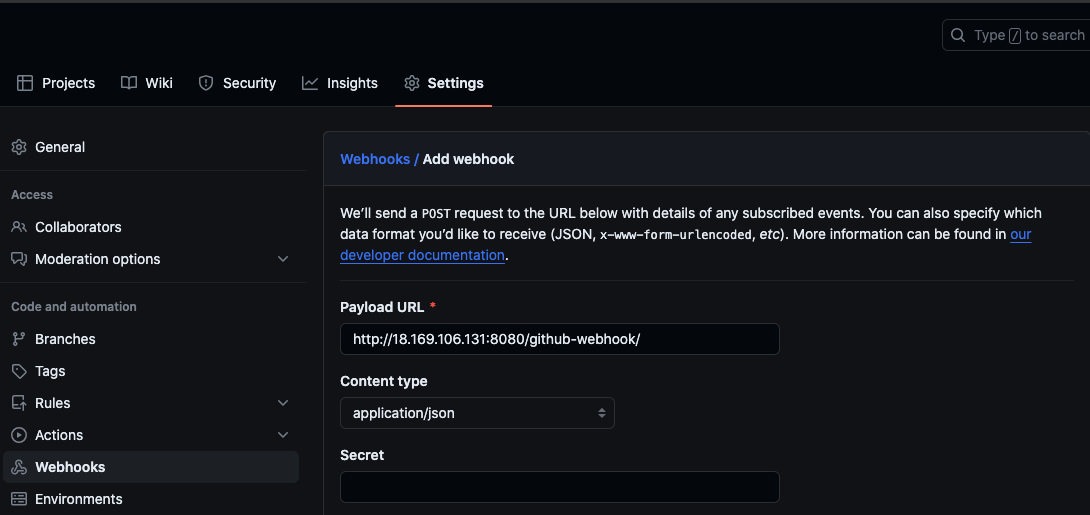 Type / to search
Projects Wiki Security Insights Settings
General
Access
Collaborators
Moderation options
Code and automation
Branches
Tags
Rules
Actions
Webhooks
Environments
Webhooks / Add webhook
We’ll send a POST request to the URL below with details of any subscribed events. You can also specify which
data format you’d like to receive (JSON, x-www-form-urlencoded, etc). More information can be found in our
developer documentation.
Payload URL *
http://18.169.106.131:8080/github-webhook/
Content type
application/json
Secret